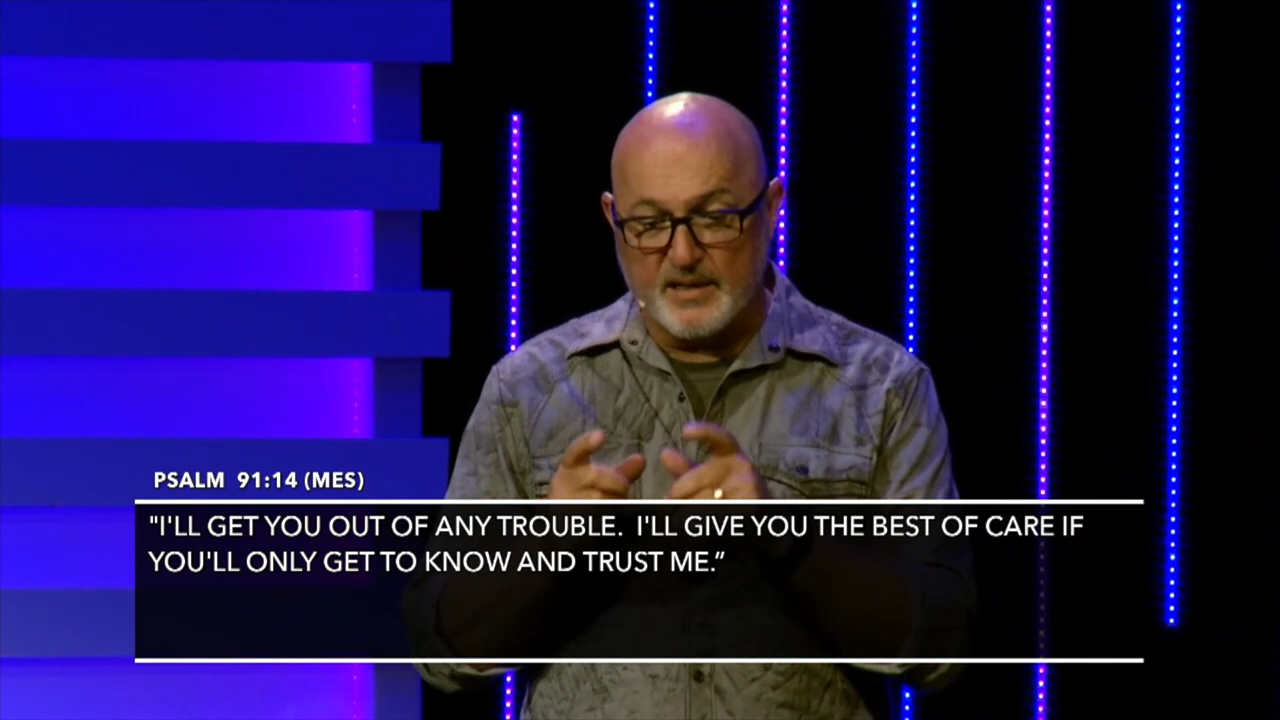 PSALM 91:14 (MES)
"I'LL GET YOU OUT OF ANY TROUBLE. I'LL GIVE YOU THE BEST OF CARE IF
YOU'LL ONLY GET TO KNOW AND TRUST ME.”